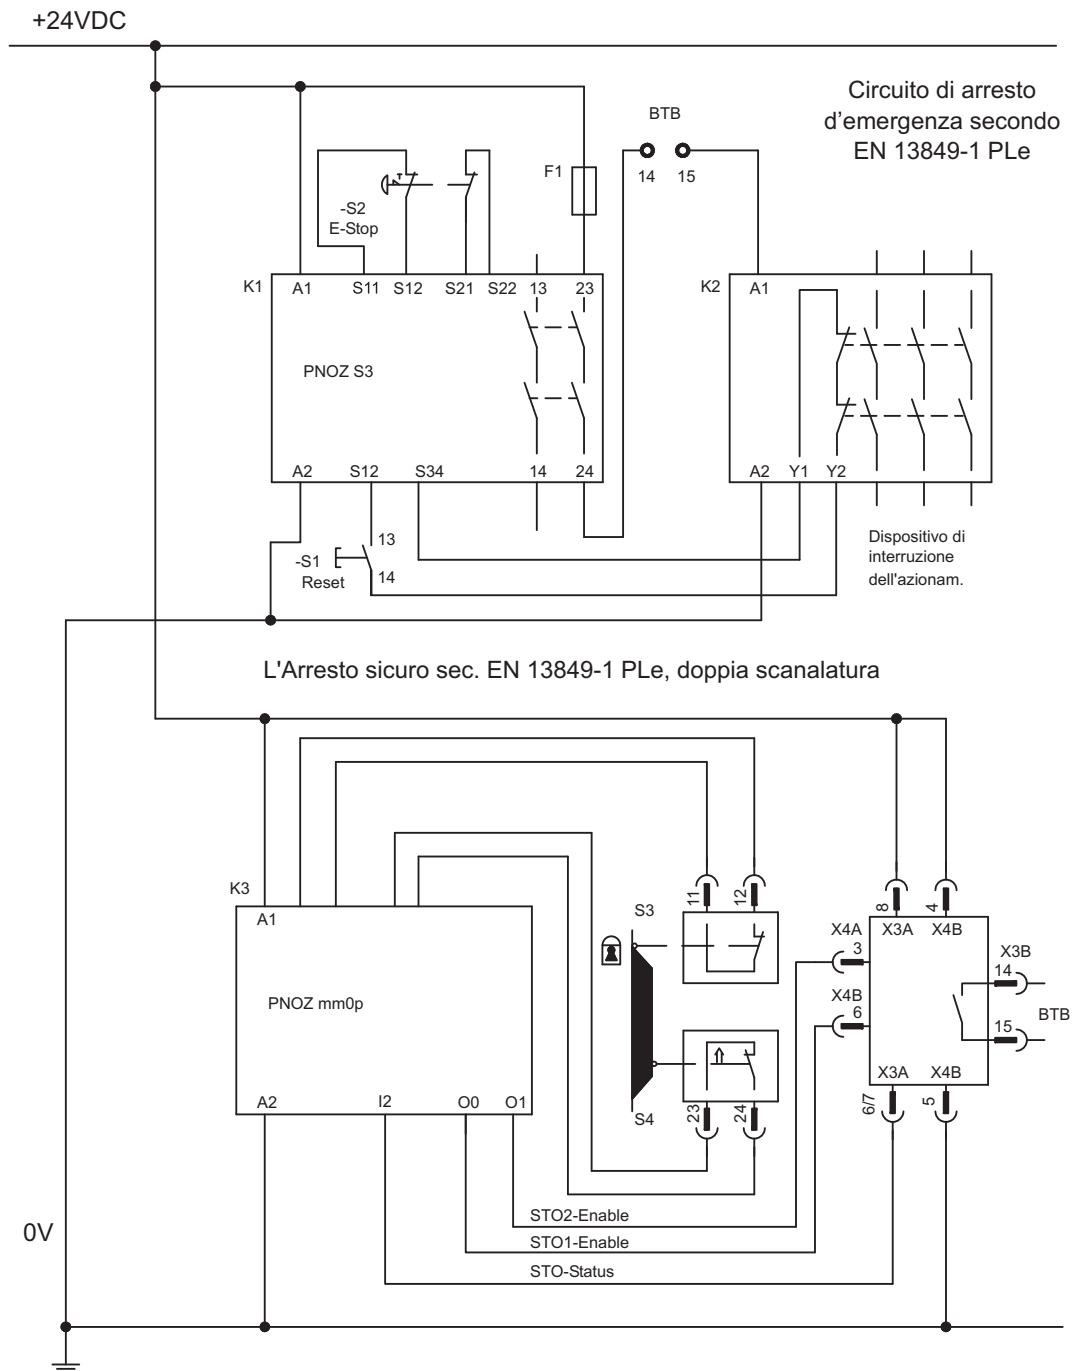 +24VDC
Circuito di arresto
d'emergenza secondo
EN 13849-1 PLe
BTB
14 15
F1
-S2
E-Stop
K1
A1 S11 S12 S21 S22 13 23
K2
A1
PNOZ S3
A2 S12 S34 14 24
A2 Y1 Y2
13
-S1
Reset
14
Dispositivo di
interruzione
dell'azionam.
L'Arresto sicuro sec. EN 13849-1 PLe, doppia scanalatura
K3
A1
S3
11 12
8 4
X4A
3
X3A X4B
X3B
14
PNOZ mm0p
X4B
6
15
BTB
X3A X4B
A2 I2 O0 O1
S4
23 24
6/7 5
STO2-Enable
STO1-Enable
STO-Status
0V